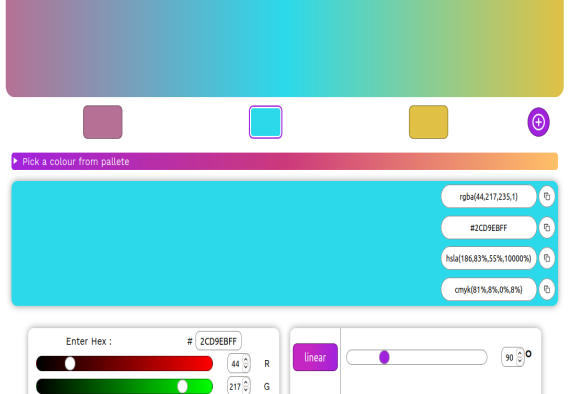 Pick a colour from pallete
rgba(44,217,235,1)
#2CD9EBFF
hsla(186,83%,55%,10000%)
cmyk(81%,8%,0%,8%)
Enter Hex :
# 2CD9EBFF
44 R
217 G
linear
90 °